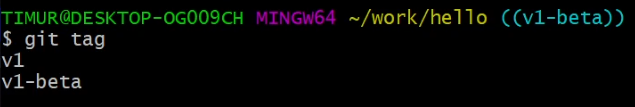 TIMUR@DESKTOP-OG009CH MINGW64 ~/work/hello ((v1-beta))
$ git tag
v1
v1-beta